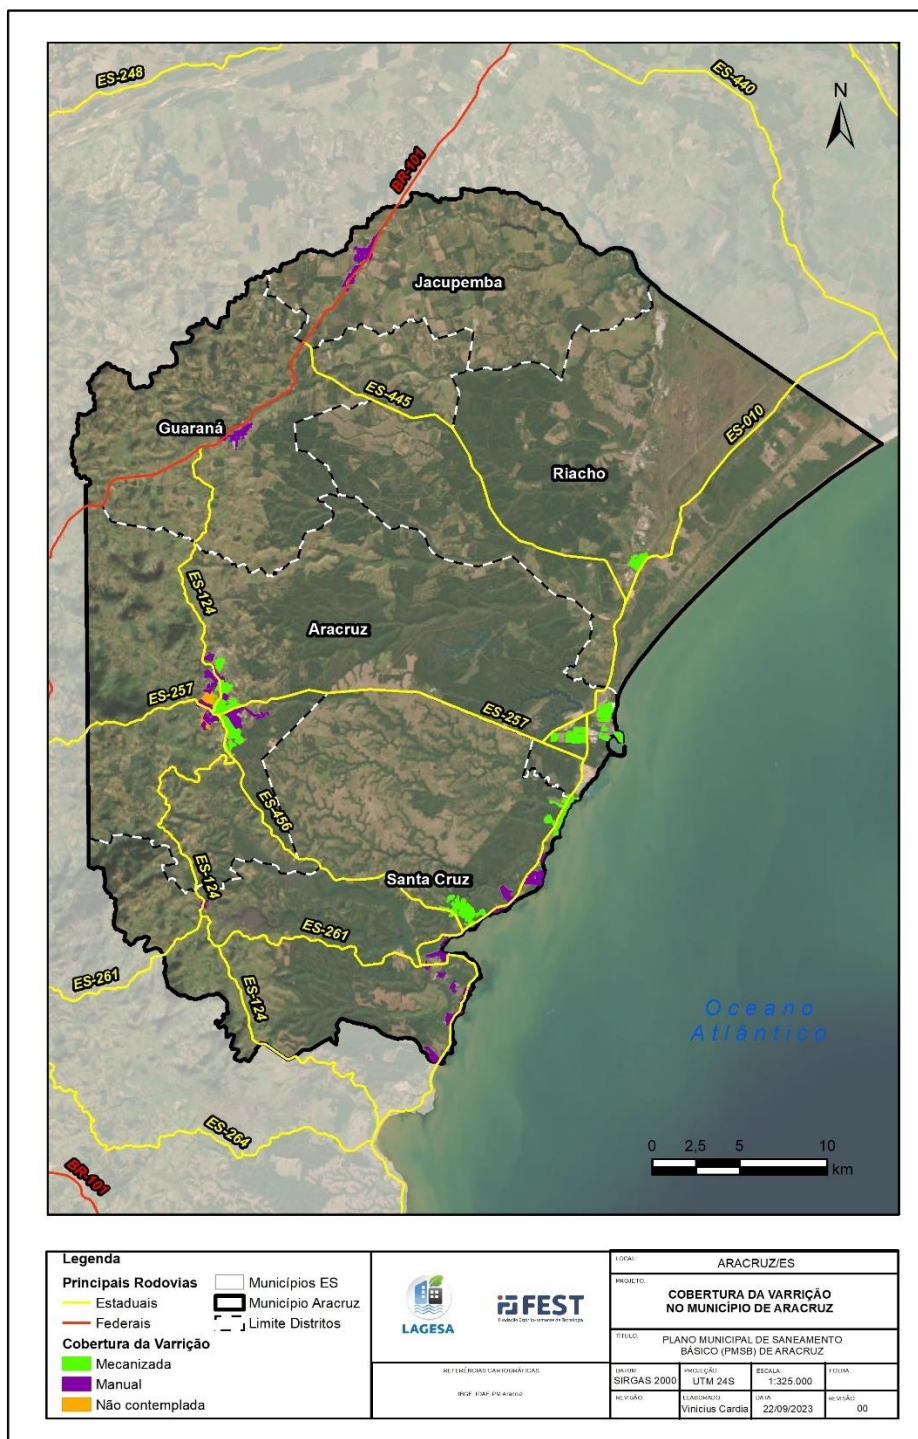 ES-248
ES-440
N
BR-101
Jacupemba
ES-445
ES-010
Guaraná
Riacho
ES-124
Aracruz
ES-257
ES-257
ES-456
Santa Cruz
ES-124
ES-261
ES-261
ES-124
Oceano
Atlântico
ES-264
0 2,5 5 10
km
BR-101
Legenda
Principais Rodovias
Estaduais
Federais
Cobertura da Varrição
Mecanizada
Manual
Não contemplada
Municípios ES
Município Aracruz
Limite Distritos
LAGESA
FEST
REFERÊNCIAS CARTOGRÁFICAS
LOCAL:
ARACRUZ/ES
PROJETO:
COBERTURA DA VARRIÇÃO
NO MUNICÍPIO DE ARACRUZ
TÍTULO:
PLANO MUNICIPAL DE SANEAMENTO
BÁSICO (PMSB) DE ARACRUZ
DATUM:
SIRGAS 2000
PROJEÇÃO:
UTM 24S
ESCALA:
1:325.000
FOLHA:
REVISÃO:
ELABORADO:
Vinicius Cardia
DATA:
22/09/2023
REVISÃO:
00